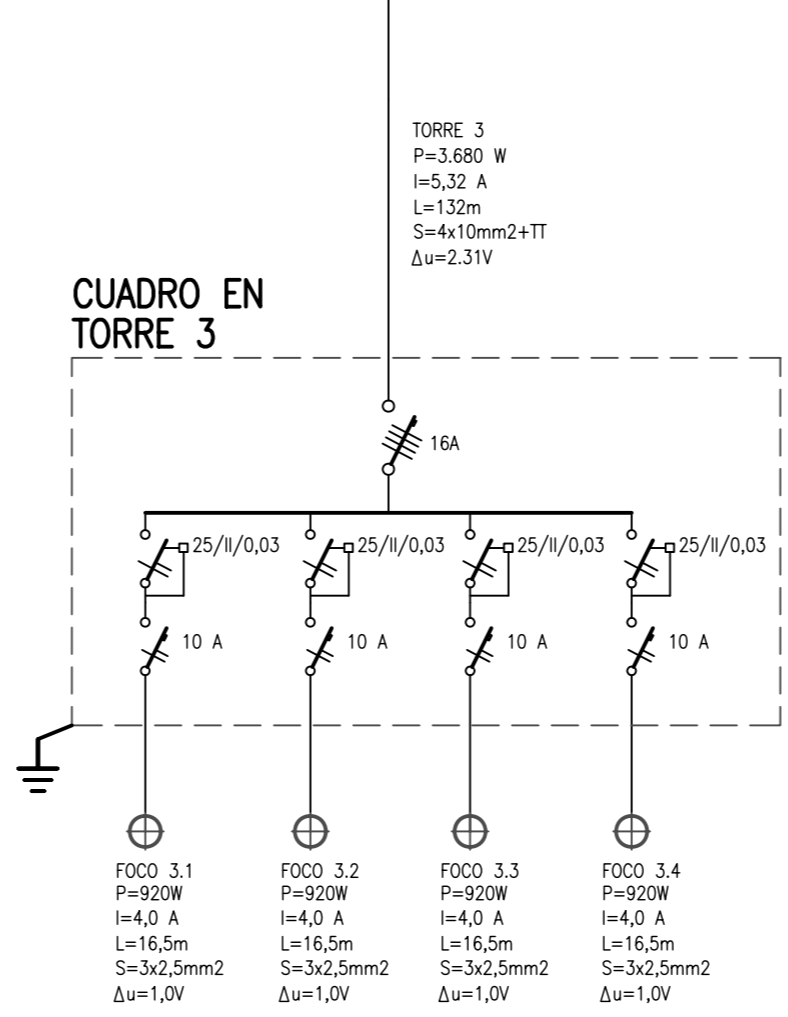 TORRE 3
P=3.680 W
I=5,32 A
L=132m
S=4x10mm2+TT
Δu=2.31V
CUADRO EN
TORRE 3
16A
25/II/0,03
25/II/0,03
25/II/0,03
25/II/0,03
10 A
10 A
10 A
10 A
FOCO 3.1
P=920W
I=4,0 A
L=16,5m
S=3x2,5mm2
Δu=1,0V
FOCO 3.2
P=920W
I=4,0 A
L=16,5m
S=3x2,5mm2
Δu=1,0V
FOCO 3.3
P=920W
I=4,0 A
L=16,5m
S=3x2,5mm2
Δu=1,0V
FOCO 3.4
P=920W
I=4,0 A
L=16,5m
S=3x2,5mm2
Δu=1,0V